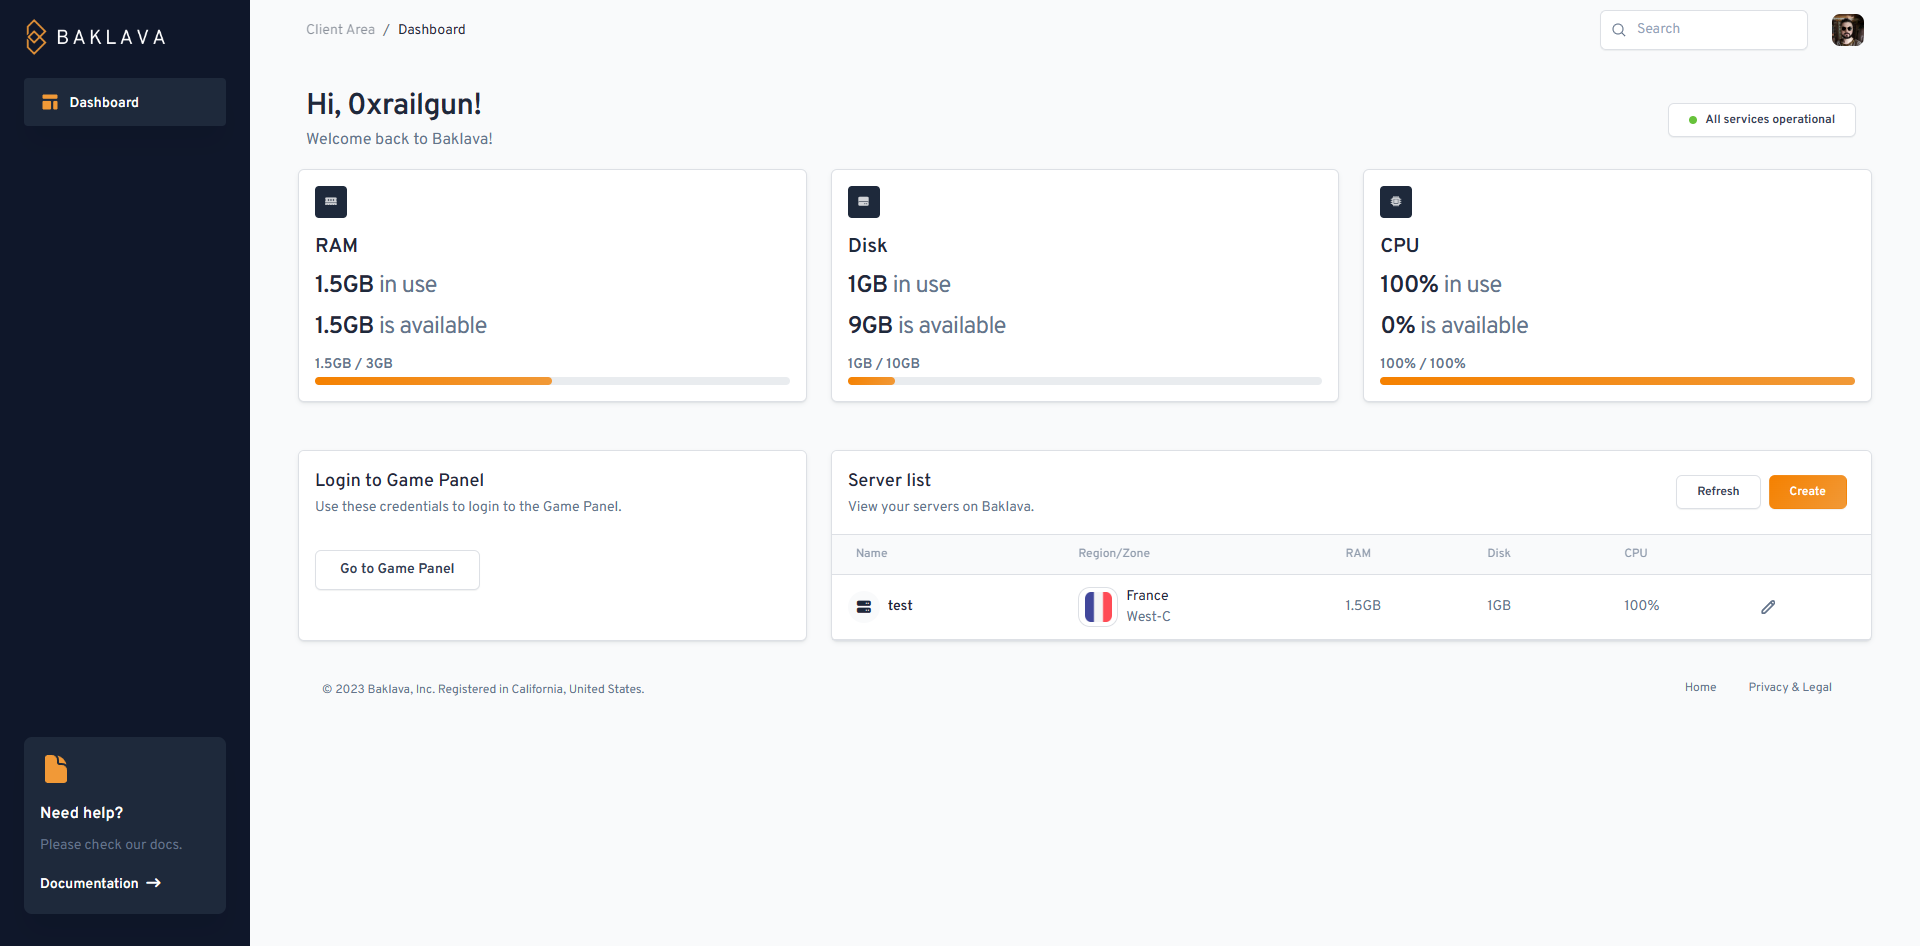 BAKLAVA
Dashboard
Need help?
Please check our docs.
Documentation →
Client Area / Dashboard
Search
Hi, 0xrailgun!
Welcome back to Baklava!
All services operational
RAM
1.5GB in use
1.5GB is available
1.5GB / 3GB
Disk
1GB in use
9GB is available
1GB / 10GB
CPU
100% in use
0% is available
100% / 100%
Login to Game Panel
Use these credentials to login to the Game Panel.
Go to Game Panel
Server list
View your servers on Baklava.
Refresh
Create
Name Region/Zone RAM Disk CPU
test France West-C 1.5GB 1GB 100%
© 2023 Baklava, Inc. Registered in California, United States.
Home Privacy & Legal